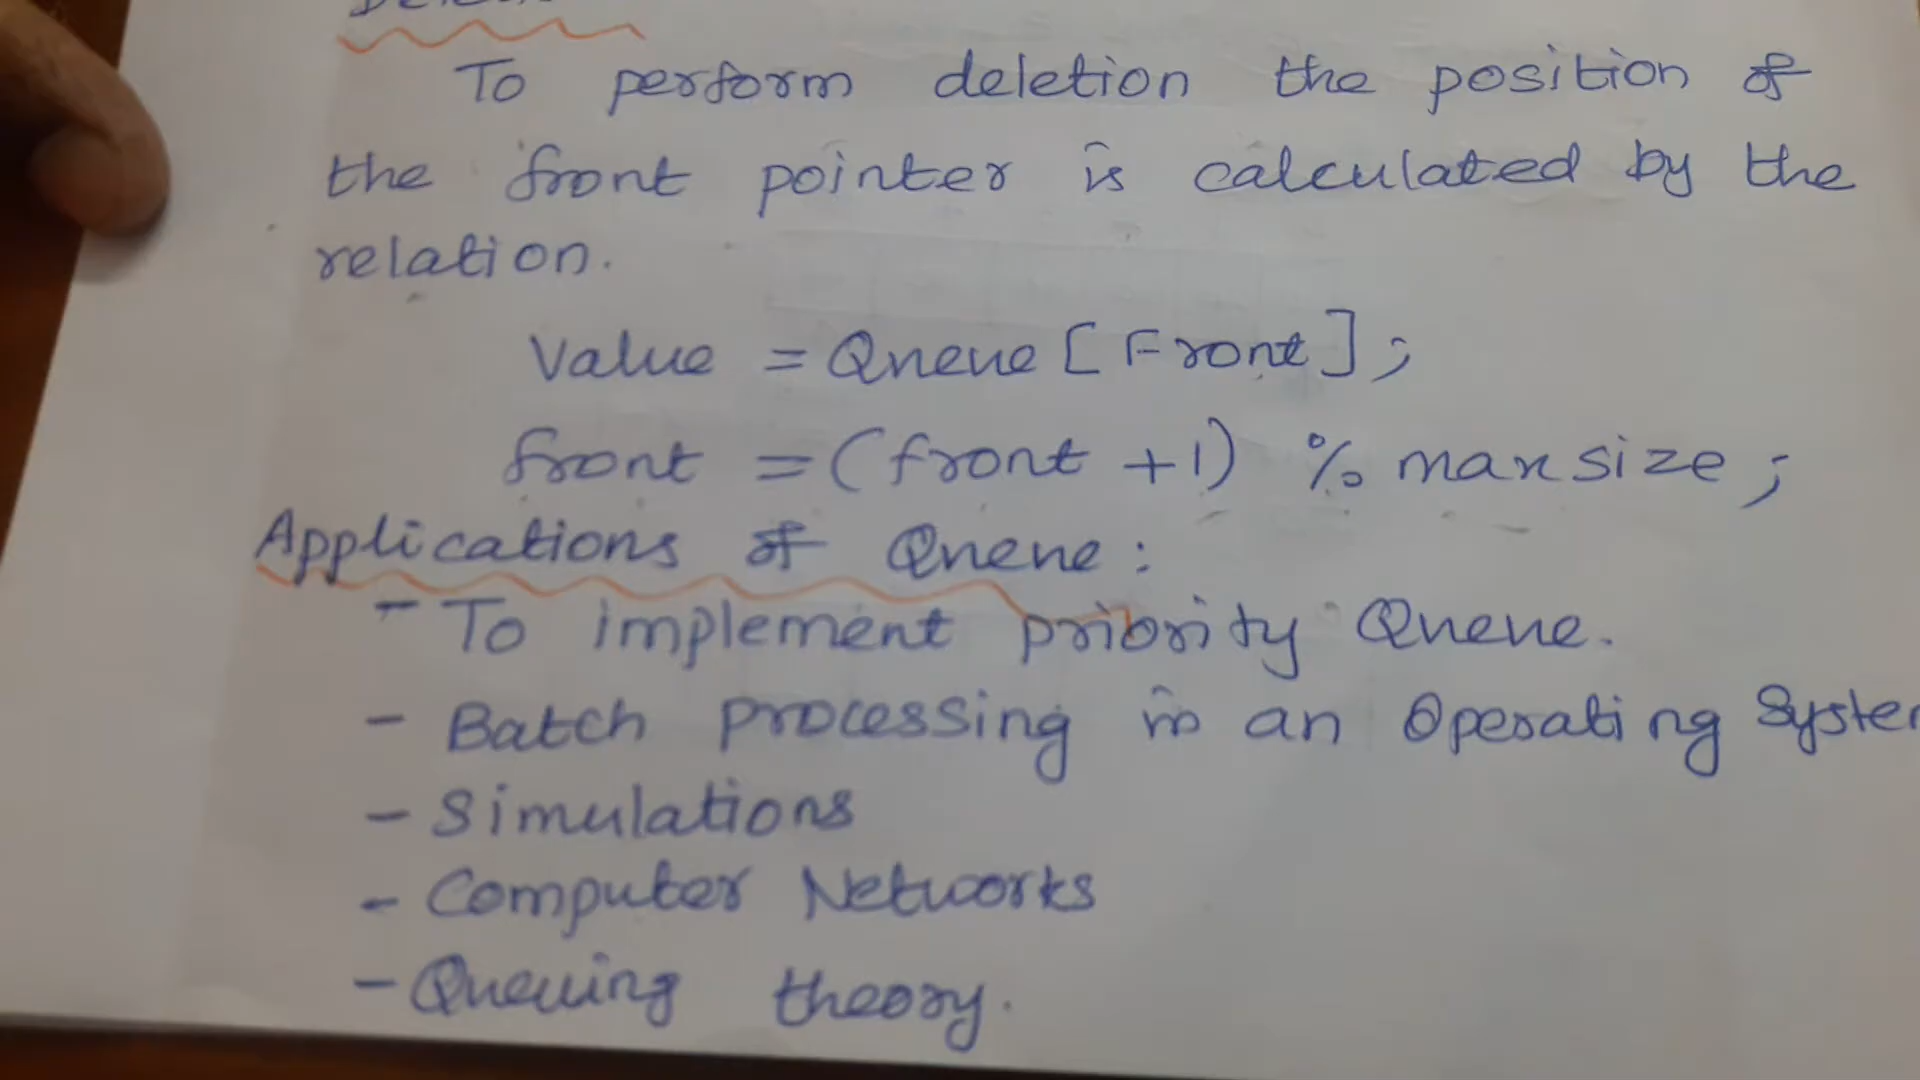 To perform deletion the position of
the front pointer is calculated by the
relation.
Value = Queue [Front];
front = (front +1) % maxsize;
Applications of Queue:
- To implement priority Queue.
- Batch processing in an Operating System
- Simulations
- Computer Networks
- Queuing theory.